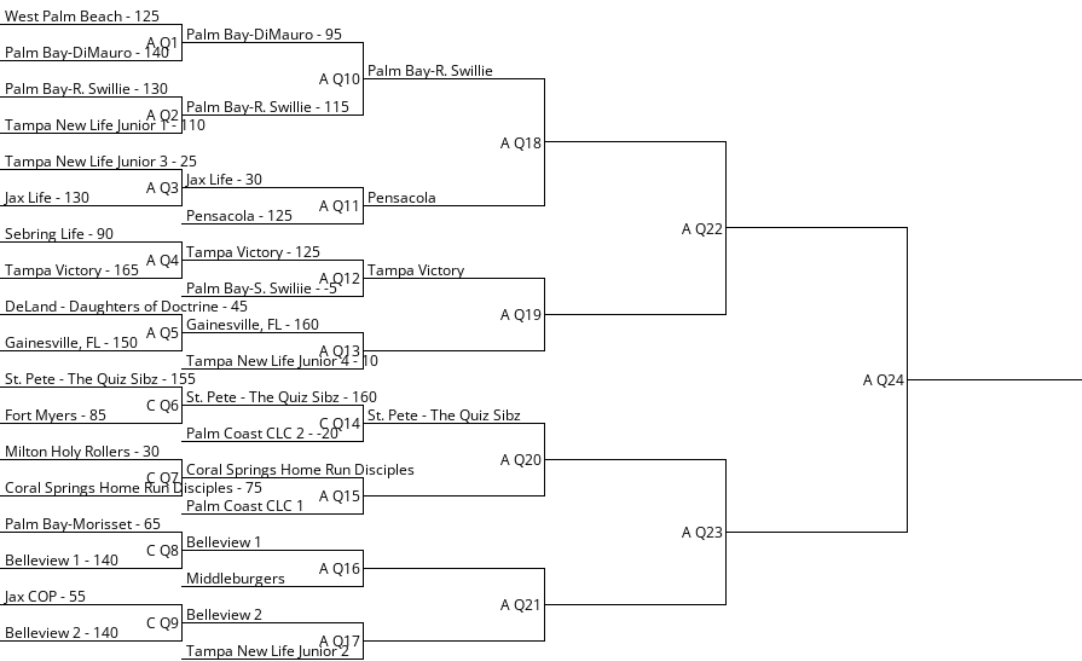 West Palm Beach - 125
A Q1
Palm Bay-DiMauro - 140
Palm Bay-DiMauro - 95
A Q10
Palm Bay-R. Swillie - 130
A Q2
Tampa New Life Junior 1 - 110
Palm Bay-R. Swillie - 115
Palm Bay-R. Swillie
A Q18
Tampa New Life Junior 3 - 25
A Q3
Jax Life - 130
Jax Life - 30
A Q11
Pensacola - 125
Pensacola
A Q22
Sebring Life - 90
A Q4
Tampa Victory - 165
Tampa Victory - 125
A Q12
Palm Bay-S. Swiliie - -5
Tampa Victory
A Q19
DeLand - Daughters of Doctrine - 45
A Q5
Gainesville, FL - 150
Gainesville, FL - 160
A Q13
Tampa New Life Junior 4 - 10
A Q24
St. Pete - The Quiz Sibz - 155
C Q6
Fort Myers - 85
St. Pete - The Quiz Sibz - 160
C Q14
Palm Coast CLC 2 - -20
St. Pete - The Quiz Sibz
A Q20
Milton Holy Rollers - 30
C Q7
Coral Springs Home Run Disciples - 75
Coral Springs Home Run Disciples
A Q15
Palm Coast CLC 1
A Q23
Palm Bay-Morisset - 65
C Q8
Belleview 1 - 140
Belleview 1
A Q16
Middleburgers
A Q21
Jax COP - 55
C Q9
Belleview 2 - 140
Belleview 2
A Q17
Tampa New Life Junior 2